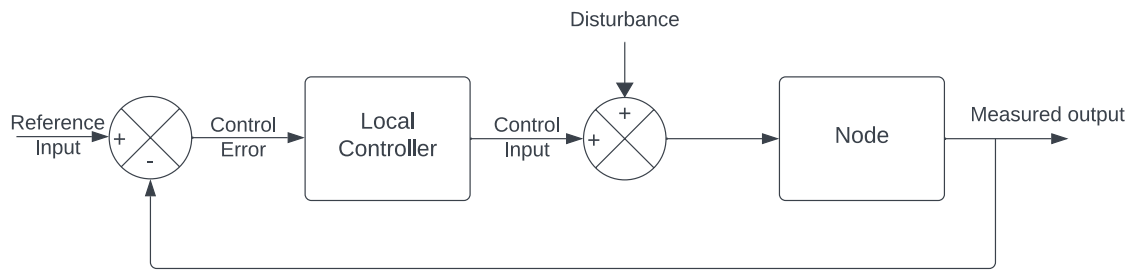 Disturbance
Reference
Input
+
-
Control
Error
Local
Controller
Control
Input
+
+
Node
Measured output